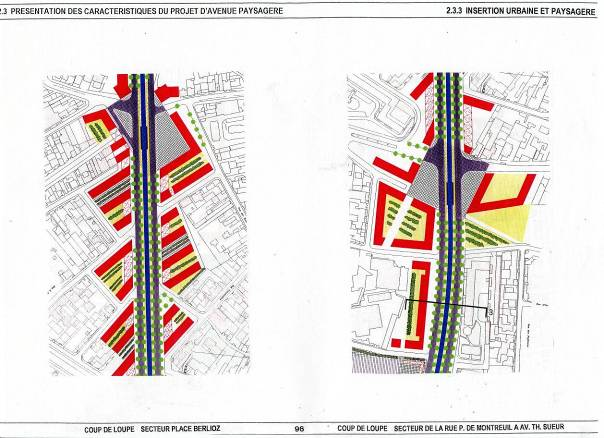 2.3 PRESENTATION DES CARACTERISTIQUES DU PROJET D'AVENUE PAYSAGERE
2.3.3 INSERTION URBAINE ET PAYSAGERE
COUP DE LOUPE SECTEUR PLACE BERLIOZ
96
COUP DE LOUPE SECTEUR DE LA RUE P. DE MONTREUIL A AV. TH. SUEUR